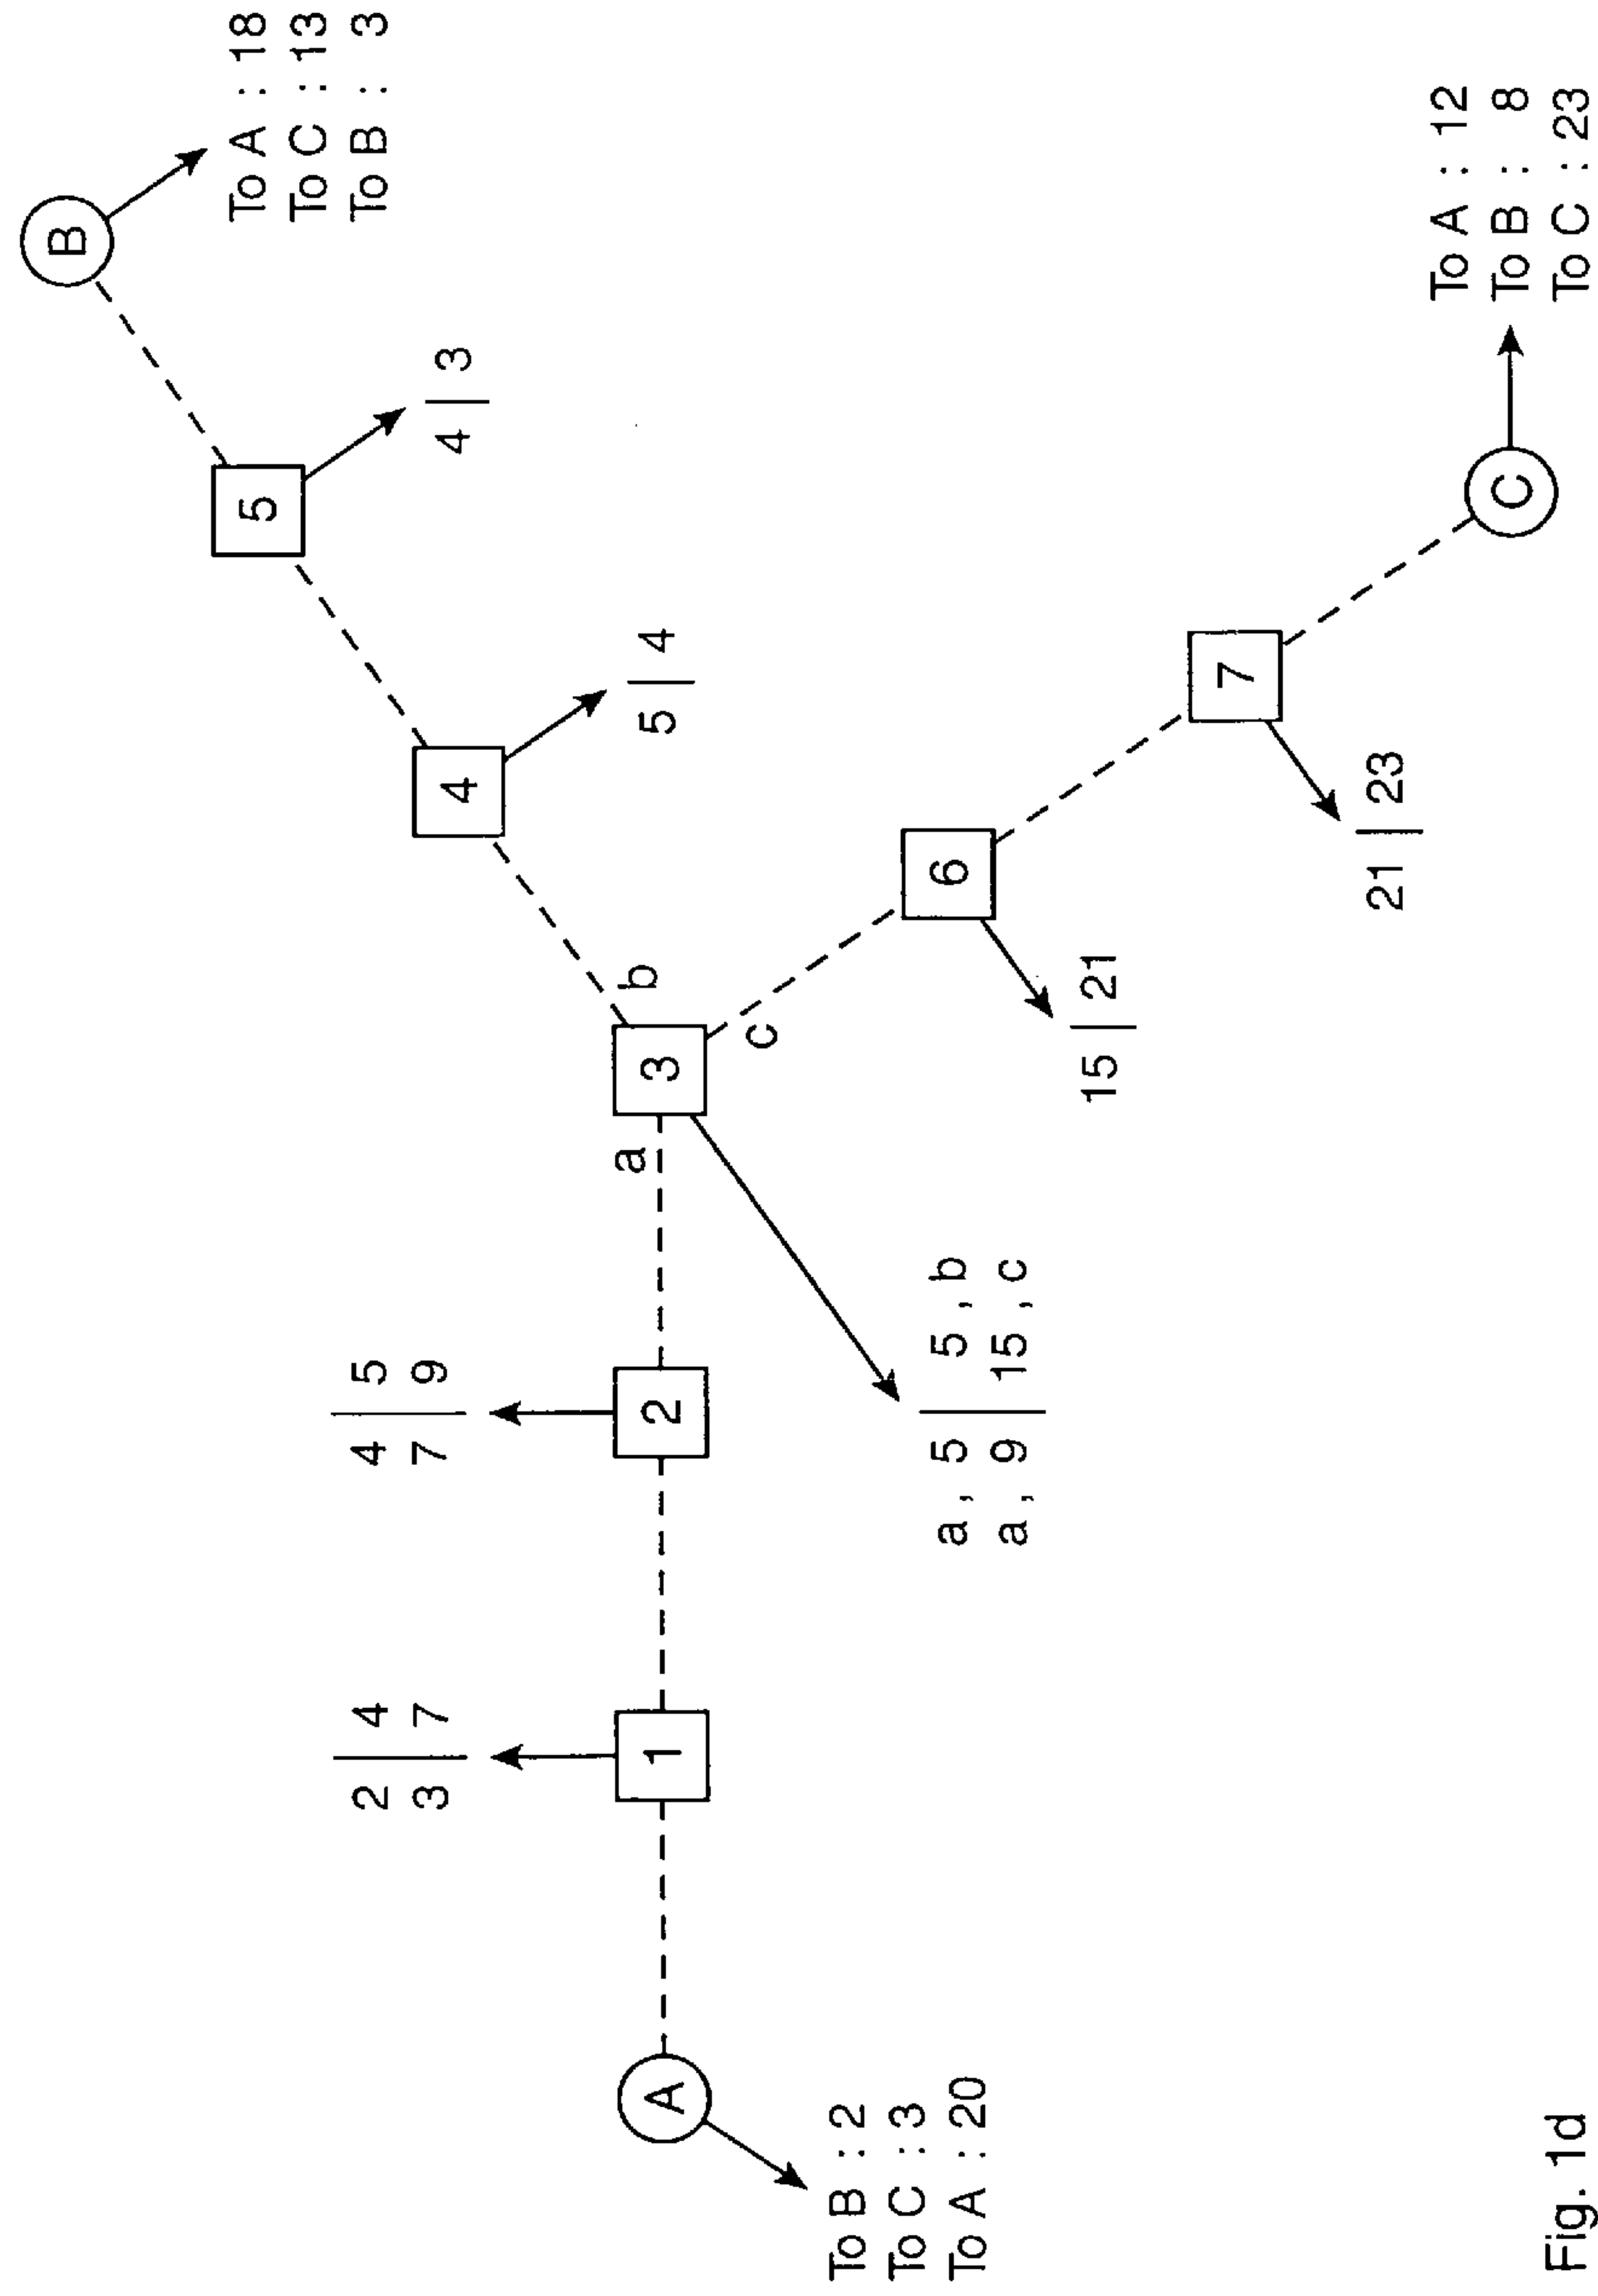 B
To A : 18
To C : 13
To B : 3
5
4 | 3
4
5 | 4
2 4
3 7
4 5
7 9
A
1
2
a
3
b
c
To B : 2
To C : 3
To A : 20
a, 5 5, b
a, 9 15, c
6
15 | 21
7
21 | 23
C
To A : 12
To B : 8
To C : 23
Fig. 1d